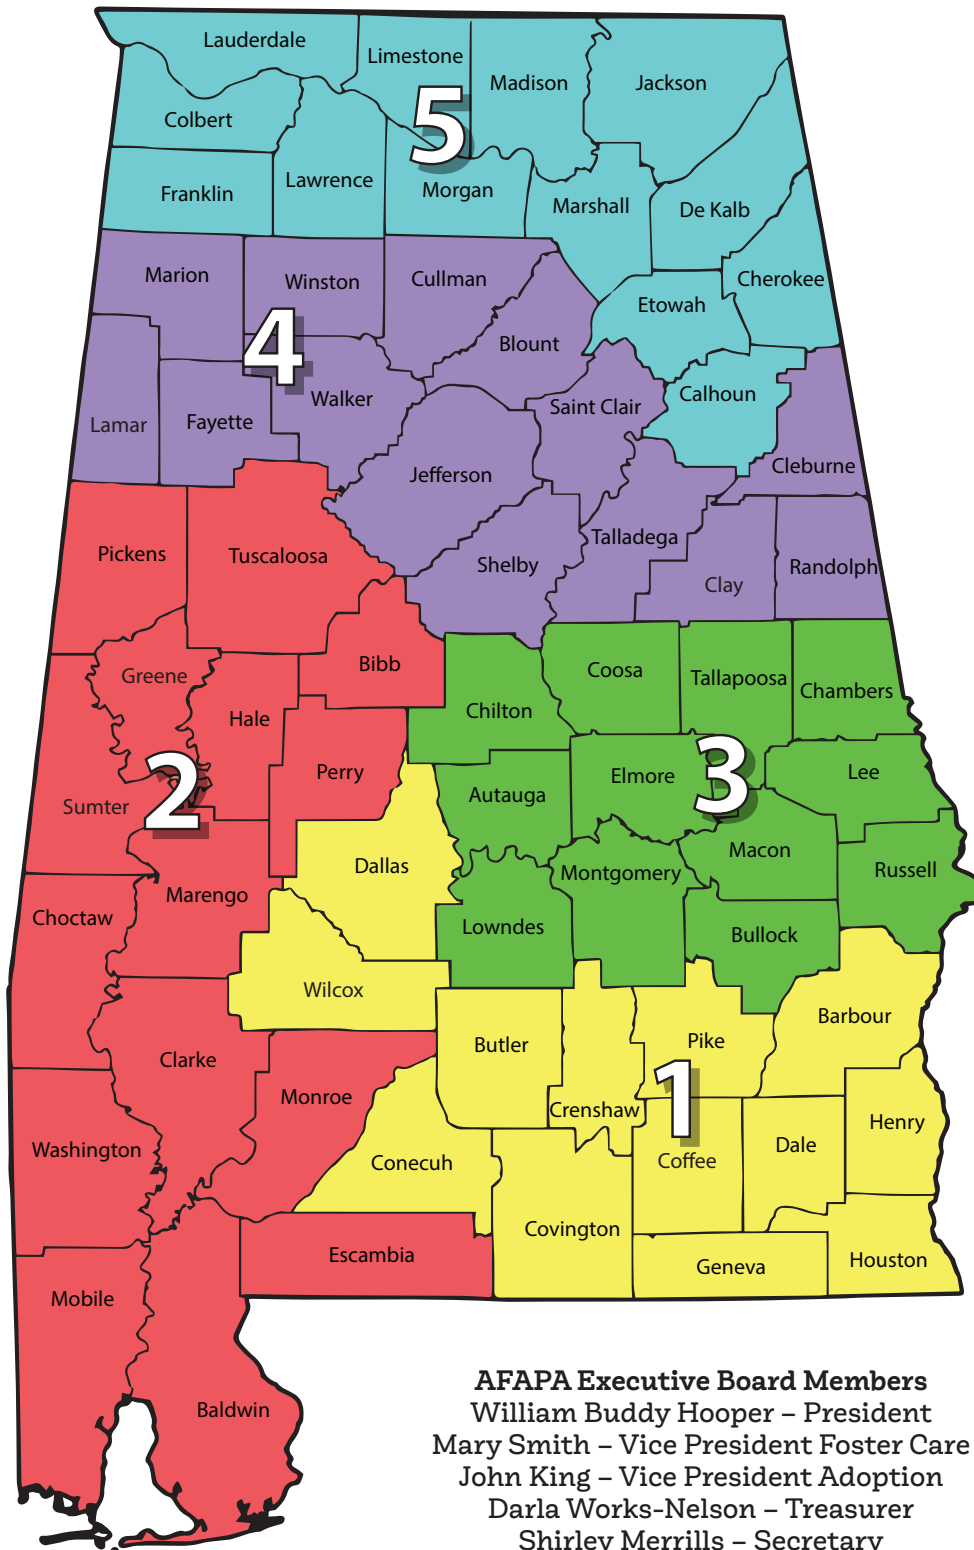 Lauderdale
Limestone
Madison
Jackson
Colbert
5
Franklin
Lawrence
Morgan
Marshall
De Kalb
Marion
Winston
Cullman
Cherokee
Etowah
4
Blount
Walker
Calhoun
Saint Clair
Lamar
Fayette
Jefferson
Cleburne
Pickens
Tuscaloosa
Talladega
Shelby
Clay
Randolph
Greene
Bibb
Coosa
Tallapoosa
Chambers
Hale
Chilton
Perry
Elmore
3
Lee
2
Sumter
Autauga
Dallas
Macon
Montgomery
Russell
Marengo
Choctaw
Lowndes
Bullock
Wilcox
Barbour
Butler
Pike
Clarke
Monroe
1
Crenshaw
Henry
Washington
Conecuh
Coffee
Dale
Covington
Escambia
Geneva
Houston
Mobile
Baldwin
AFAPA Executive Board Members
William Buddy Hooper – President
Mary Smith – Vice President Foster Care
John King – Vice President Adoption
Darla Works-Nelson – Treasurer
Shirley Merrills – Secretary